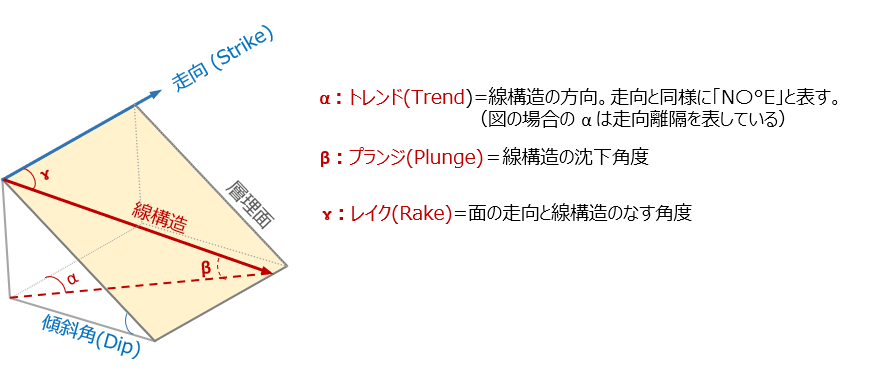 走向 (Strike)
α：トレンド(Trend)＝線構造の方向。走向と同様に「N〇°E」と表す。
（図の場合の α は走向離隔を表している）
β：プランジ(Plunge)＝線構造の沈下角度
ɤ
層理面
線構造
ɤ：レイク(Rake)=面の走向と線構造のなす角度
β
α
傾斜角(Dip)